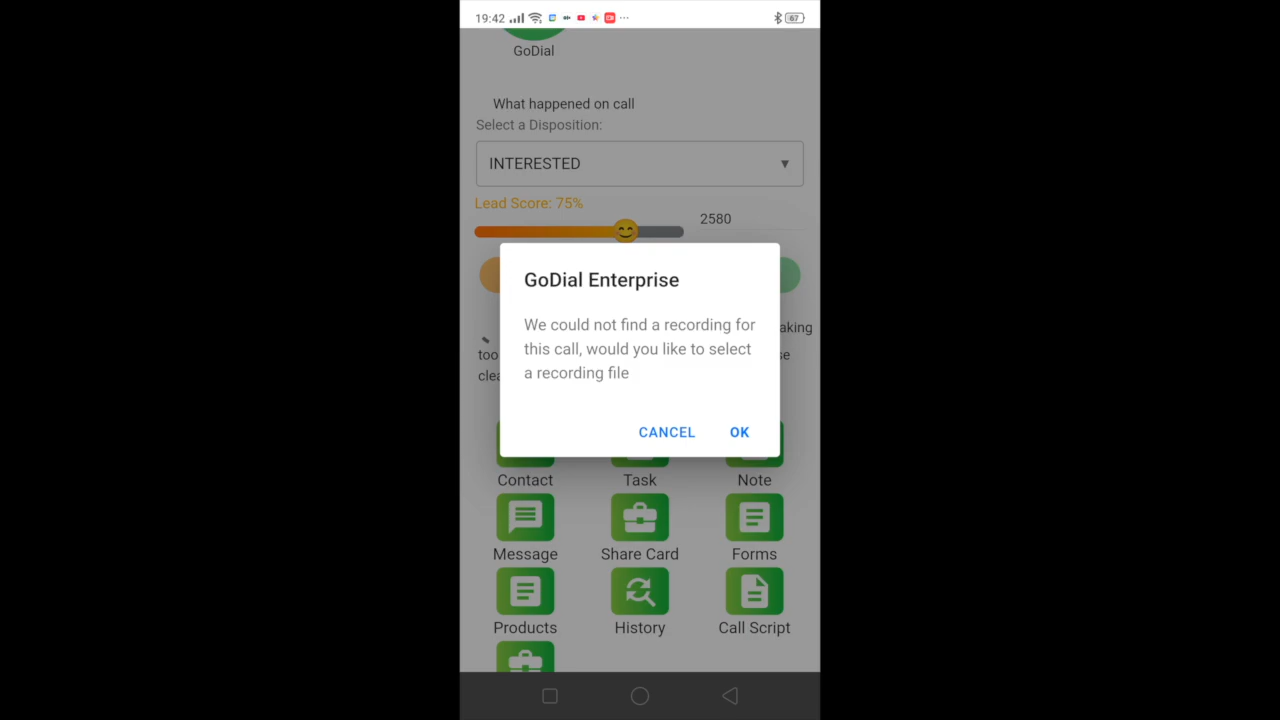 19:42
67
GoDial
What happened on call
Select a Disposition:
INTERESTED
Lead Score: 75%
2580
GoDial Enterprise
We could not find a recording for
this call, would you like to select
a recording file
CANCEL OK
Contact Task Note
Message Share Card Forms
Products History Call Script